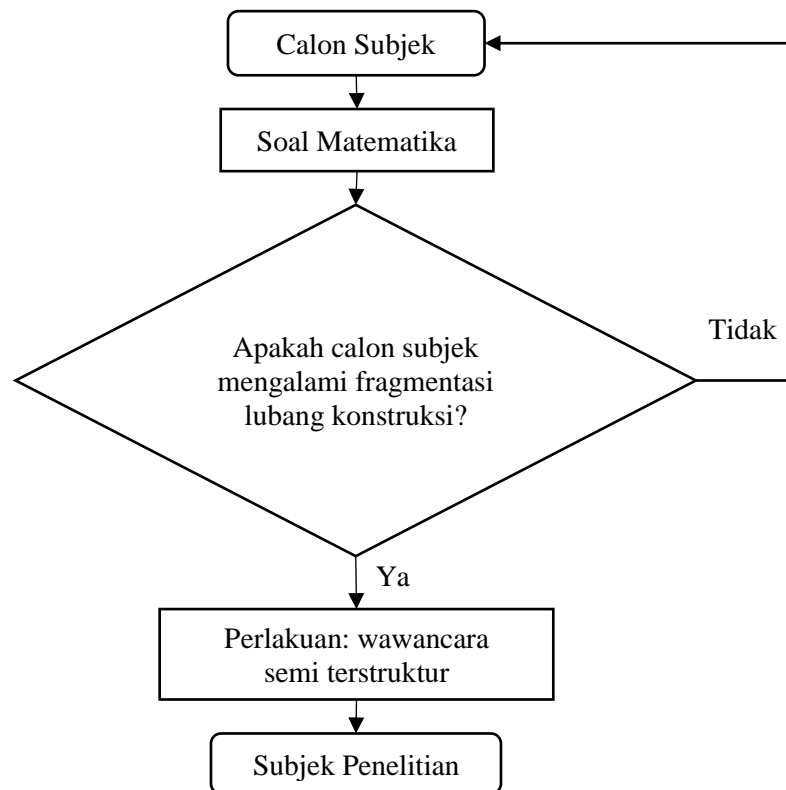 Calon Subjek
Soal Matematika
Apakah calon subjek
mengalami fragmentasi
lubang konstruksi?
Tidak
Ya
Perlakuan: wawancara
semi terstruktur
Subjek Penelitian